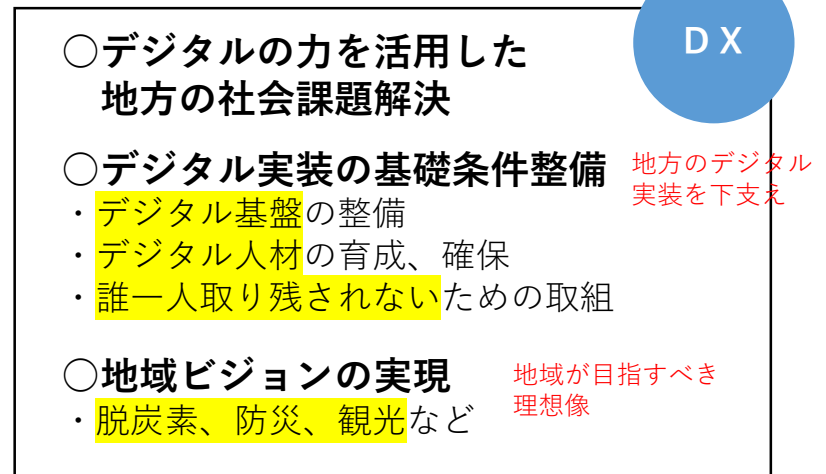 DX
○デジタルの力を活用した
地方の社会課題解決
○デジタル実装の基礎条件整備
地方のデジタル
実装を下支え
・デジタル基盤の整備
・デジタル人材の育成、確保
・誰一人取り残されないための取組
○地域ビジョンの実現
地域が目指すべき
理想像
・脱炭素、防災、観光など